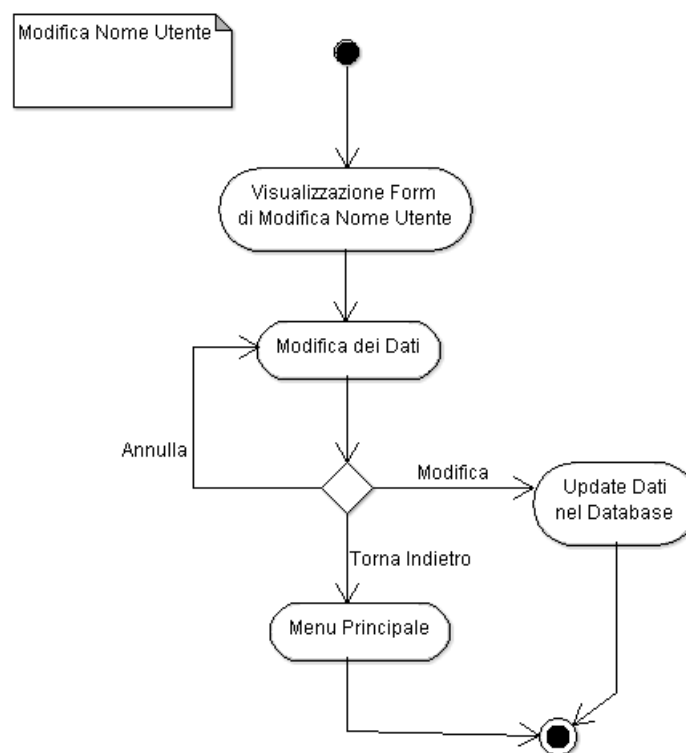 Modifica Nome Utente
Visualizzazione Form
di Modifica Nome Utente
Modifica dei Dati
Annulla
Modifica
Update Dati
nel Database
Torna Indietro
Menu Principale